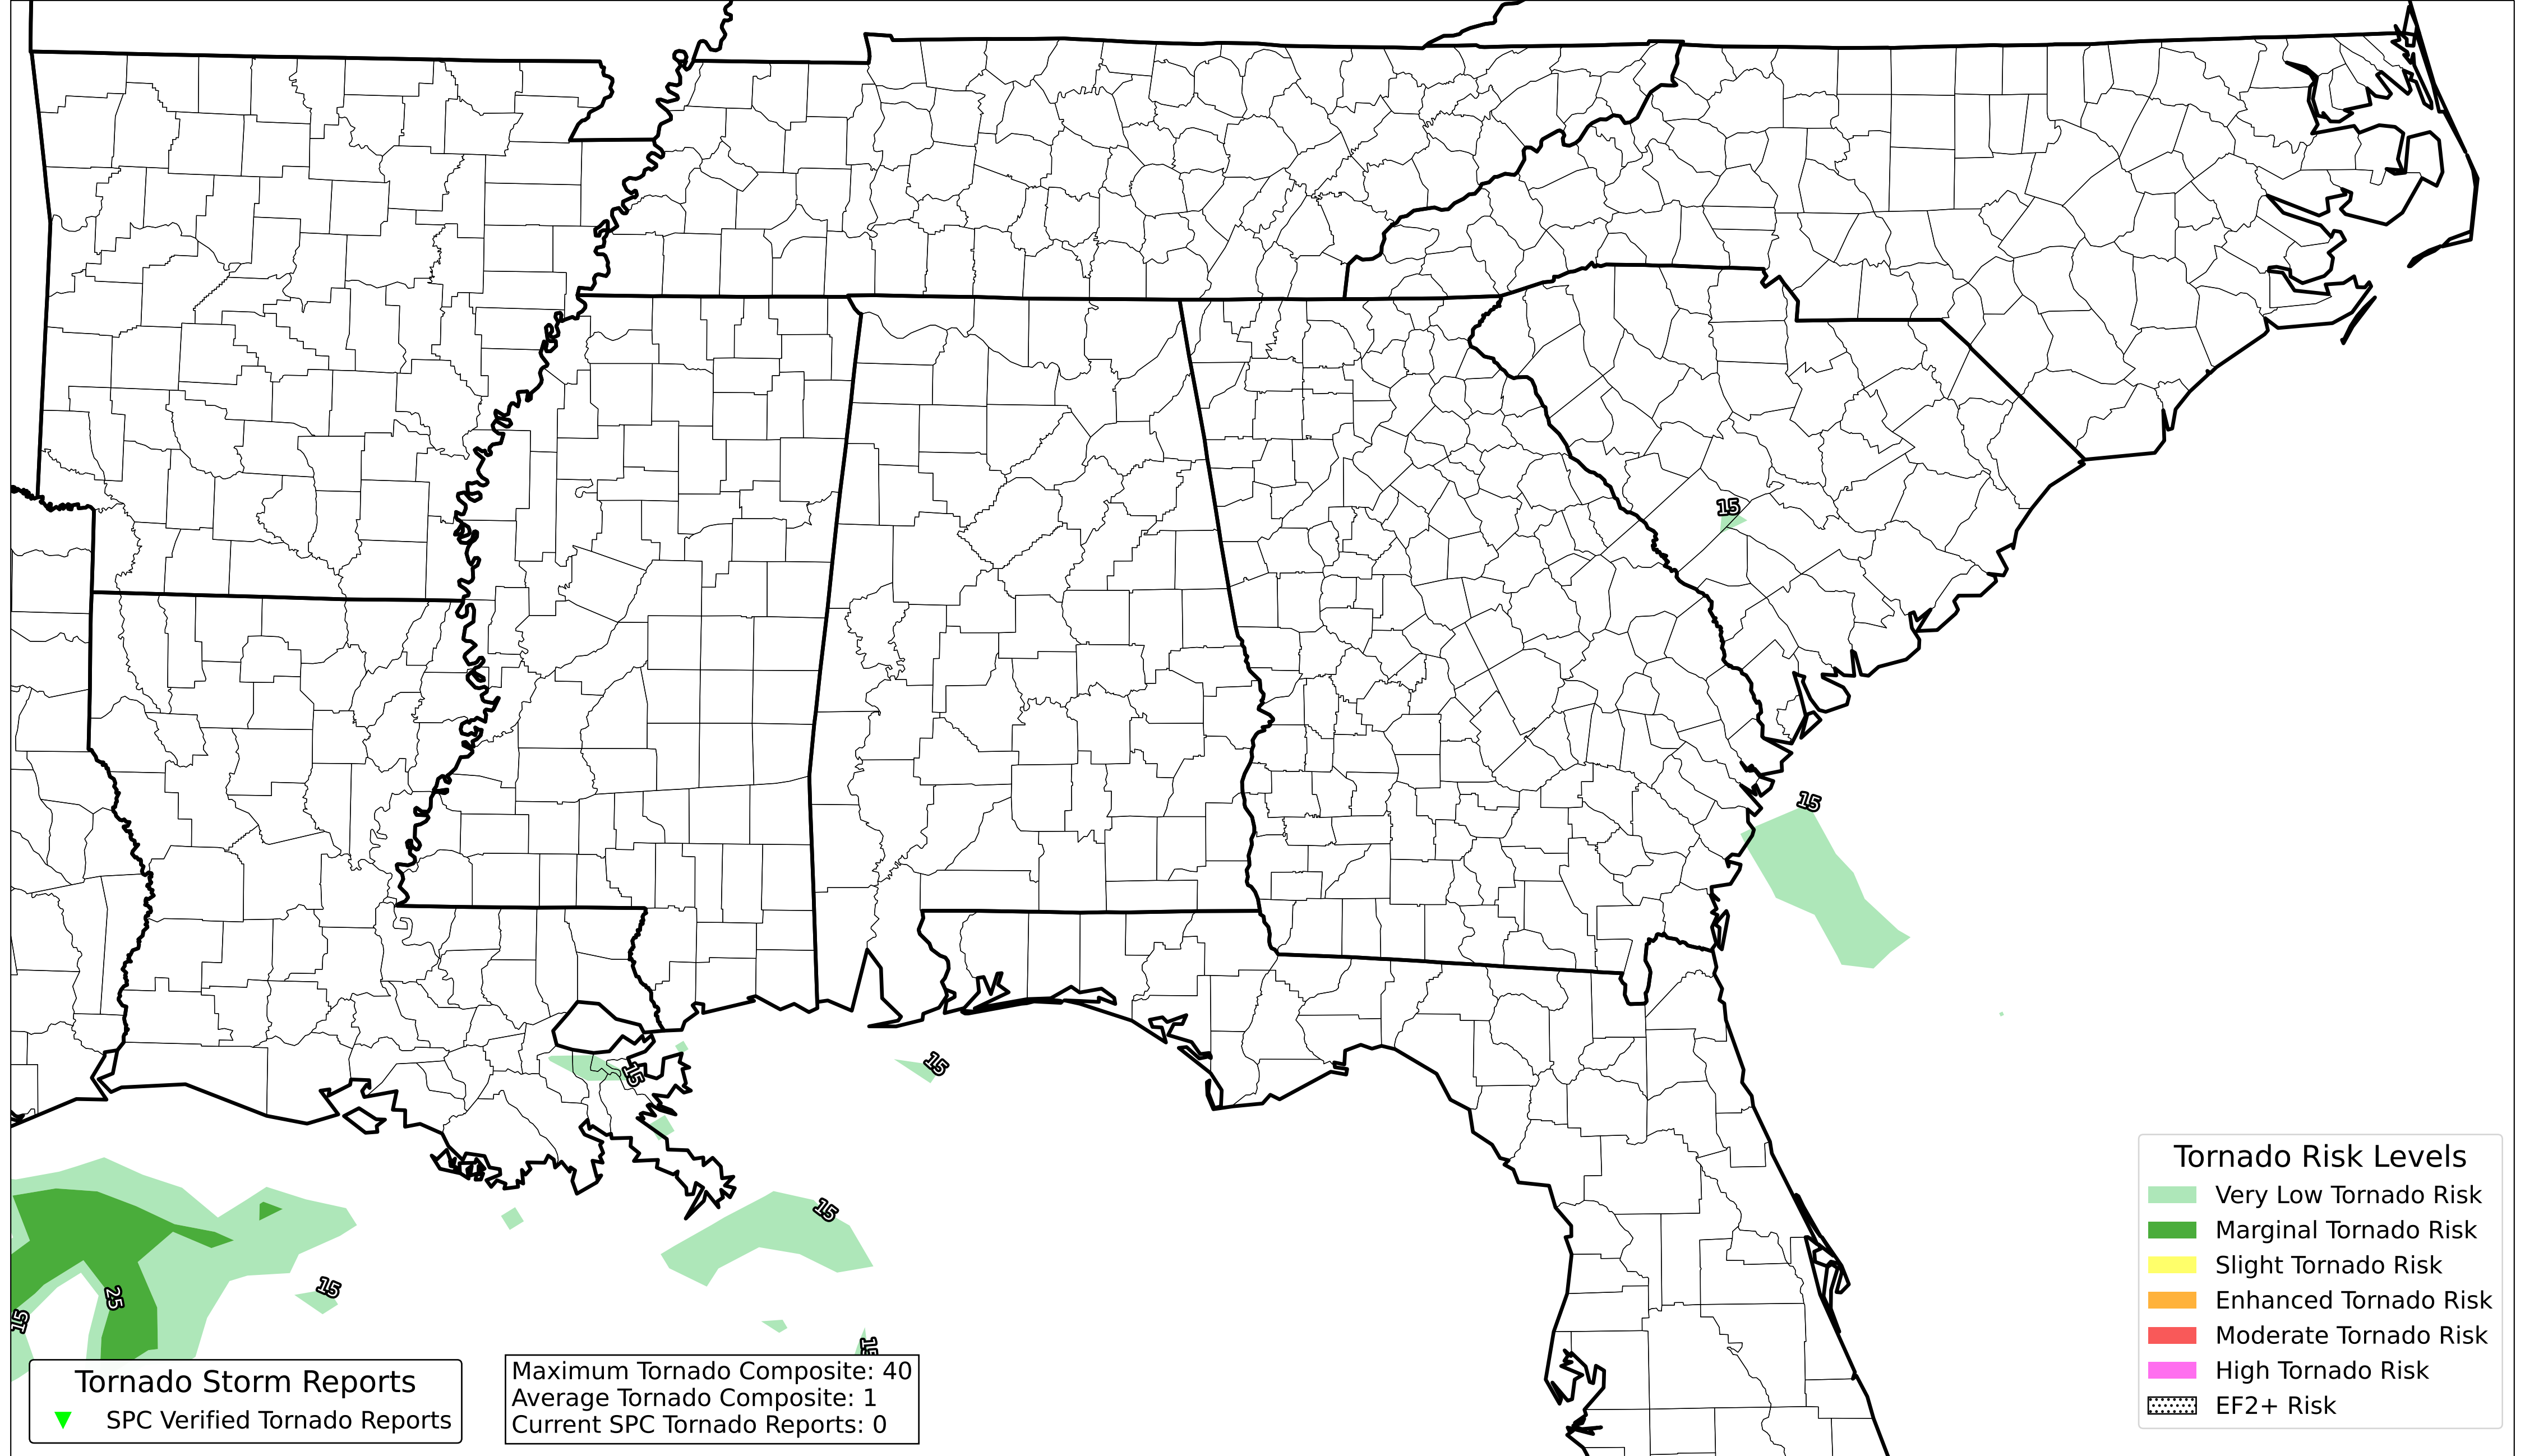 15
15
15
15
15
15
25
15
15
Tornado Storm Reports
SPC Verified Tornado Reports
Maximum Tornado Composite: 40
Average Tornado Composite: 1
Current SPC Tornado Reports: 0
Tornado Risk Levels
Very Low Tornado Risk
Marginal Tornado Risk
Slight Tornado Risk
Enhanced Tornado Risk
Moderate Tornado Risk
High Tornado Risk
EF2+ Risk